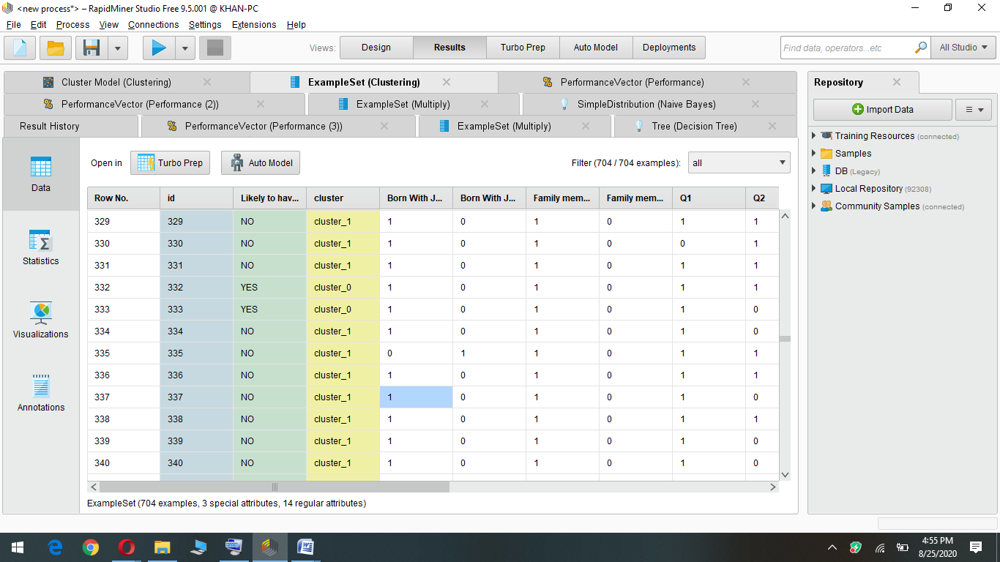 <new process*> – RapidMiner Studio Free 9.5.001 @ KHAN-PC
File Edit Process View Connections Settings Extensions Help
Views: Design Results Turbo Prep Auto Model Deployments Find data, operators...etc All Studio
Cluster Model (Clustering) ExampleSet (Clustering) PerformanceVector (Performance)
PerformanceVector (Performance (2)) ExampleSet (Multiply) SimpleDistribution (Naive Bayes)
Result History PerformanceVector (Performance (3)) ExampleSet (Multiply) Tree (Decision Tree)
Data
Statistics
Visualizations
Annotations
Open in Turbo Prep Auto Model Filter (704 / 704 examples): all
Row No. id Likely to hav... cluster Born With J... Born With J... Family mem... Family mem... Q1 Q2
329 329 NO cluster_1 1 0 1 0 1 1
330 330 NO cluster_1 1 0 1 0 0 1
331 331 NO cluster_1 1 0 1 0 1 1
332 332 YES cluster_0 1 0 1 0 1 1
333 333 YES cluster_0 1 0 1 0 1 0
334 334 NO cluster_1 1 0 1 0 1 0
335 335 NO cluster_1 0 1 1 0 1 1
336 336 NO cluster_1 1 0 1 0 1 1
337 337 NO cluster_1 1 0 1 0 1 0
338 338 NO cluster_1 1 0 1 0 1 1
339 339 NO cluster_1 1 0 1 0 1 0
340 340 NO cluster_1 1 0 1 0 1 0
ExampleSet (704 examples, 3 special attributes, 14 regular attributes)
Repository
Import Data
Training Resources (connected)
Samples
DB (Legacy)
Local Repository (92308)
Community Samples (connected)
4:55 PM
8/25/2020